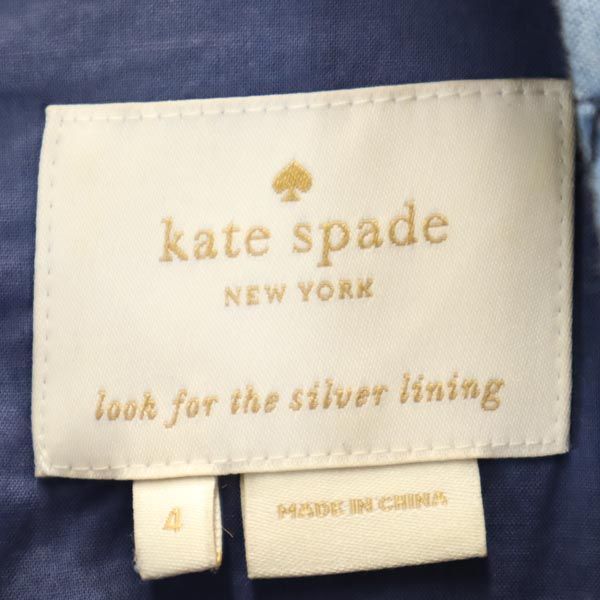 kate spade
NEW YORK
look for the silver lining
4
MADE IN CHINA